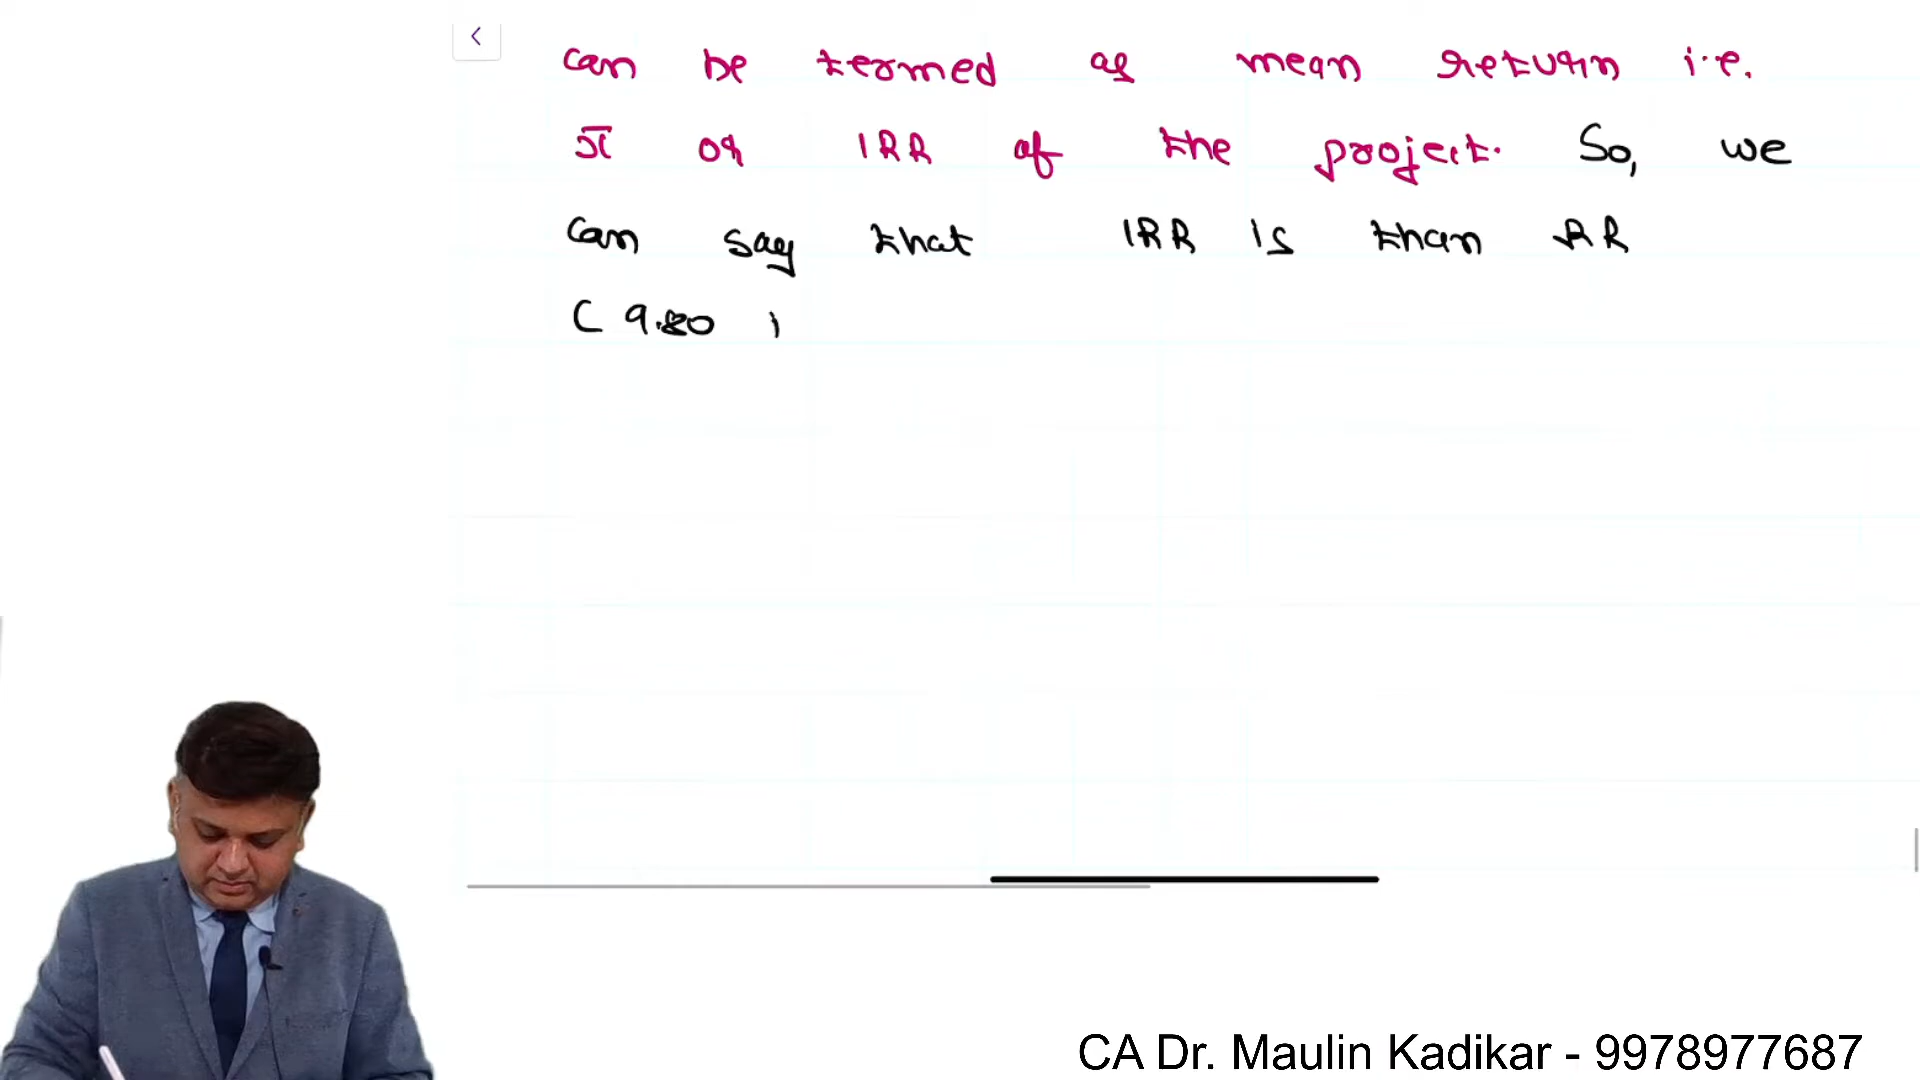 can be termed as mean return i.e.
x̄ or IRR of the project. So, we
can say that IRR is than RR
( 9.80
CA Dr. Maulin Kadikar - 9978977687